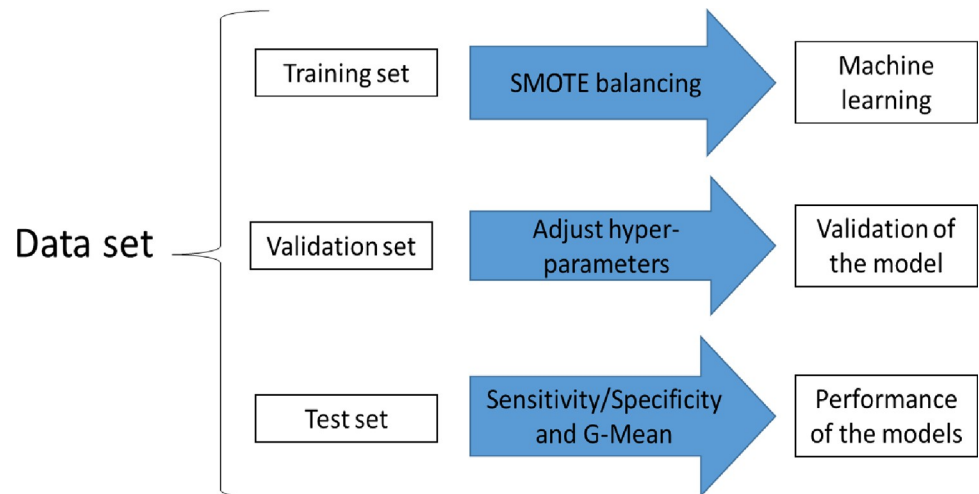 Data set
Training set
SMOTE balancing
Machine
learning
Validation set
Adjust hyper-
parameters
Validation of
the model
Test set
Sensitivity/Specificity
and G-Mean
Performance
of the models